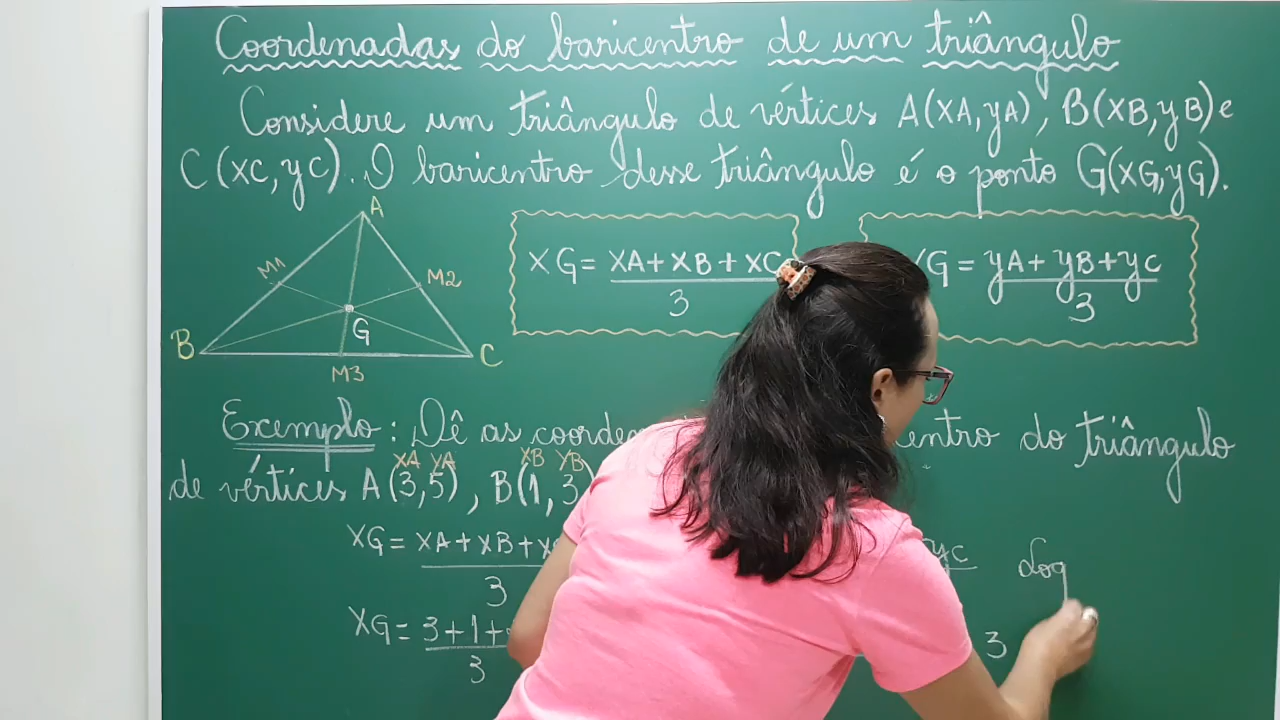 Coordenadas do baricentro de um triângulo
Considere um triângulo de vértices A(XA,yA), B(XB,yB) e
C(XC,yC). O baricentro desse triângulo é o ponto G(XG,yG).
A
M1
M2
G
B
C
M3
XG = XA + XB + XC
3
G = yA + yB + yC
3
Exemplo: Dê as centro do triângulo
XA YA XB YB
de vértices A(3,5), B(1,3
XG = XA + XB +
3
yC
XG = 3+1+
3
3
Log